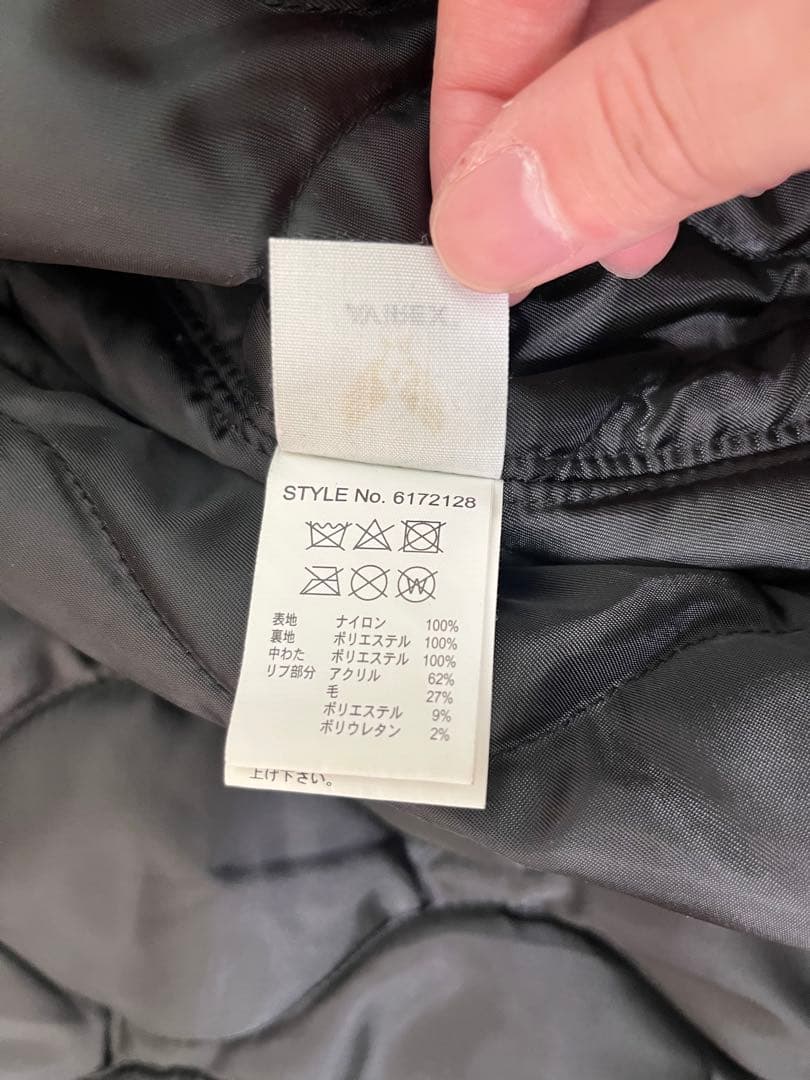 STYLE No. 6172128
表地 ナイロン 100%
裏地 ポリエステル 100%
中わた ポリエステル 100%
リブ部分 アクリル 62%
毛 27%
ポリエステル 9%
ポリウレタン 2%
上げ下さい。